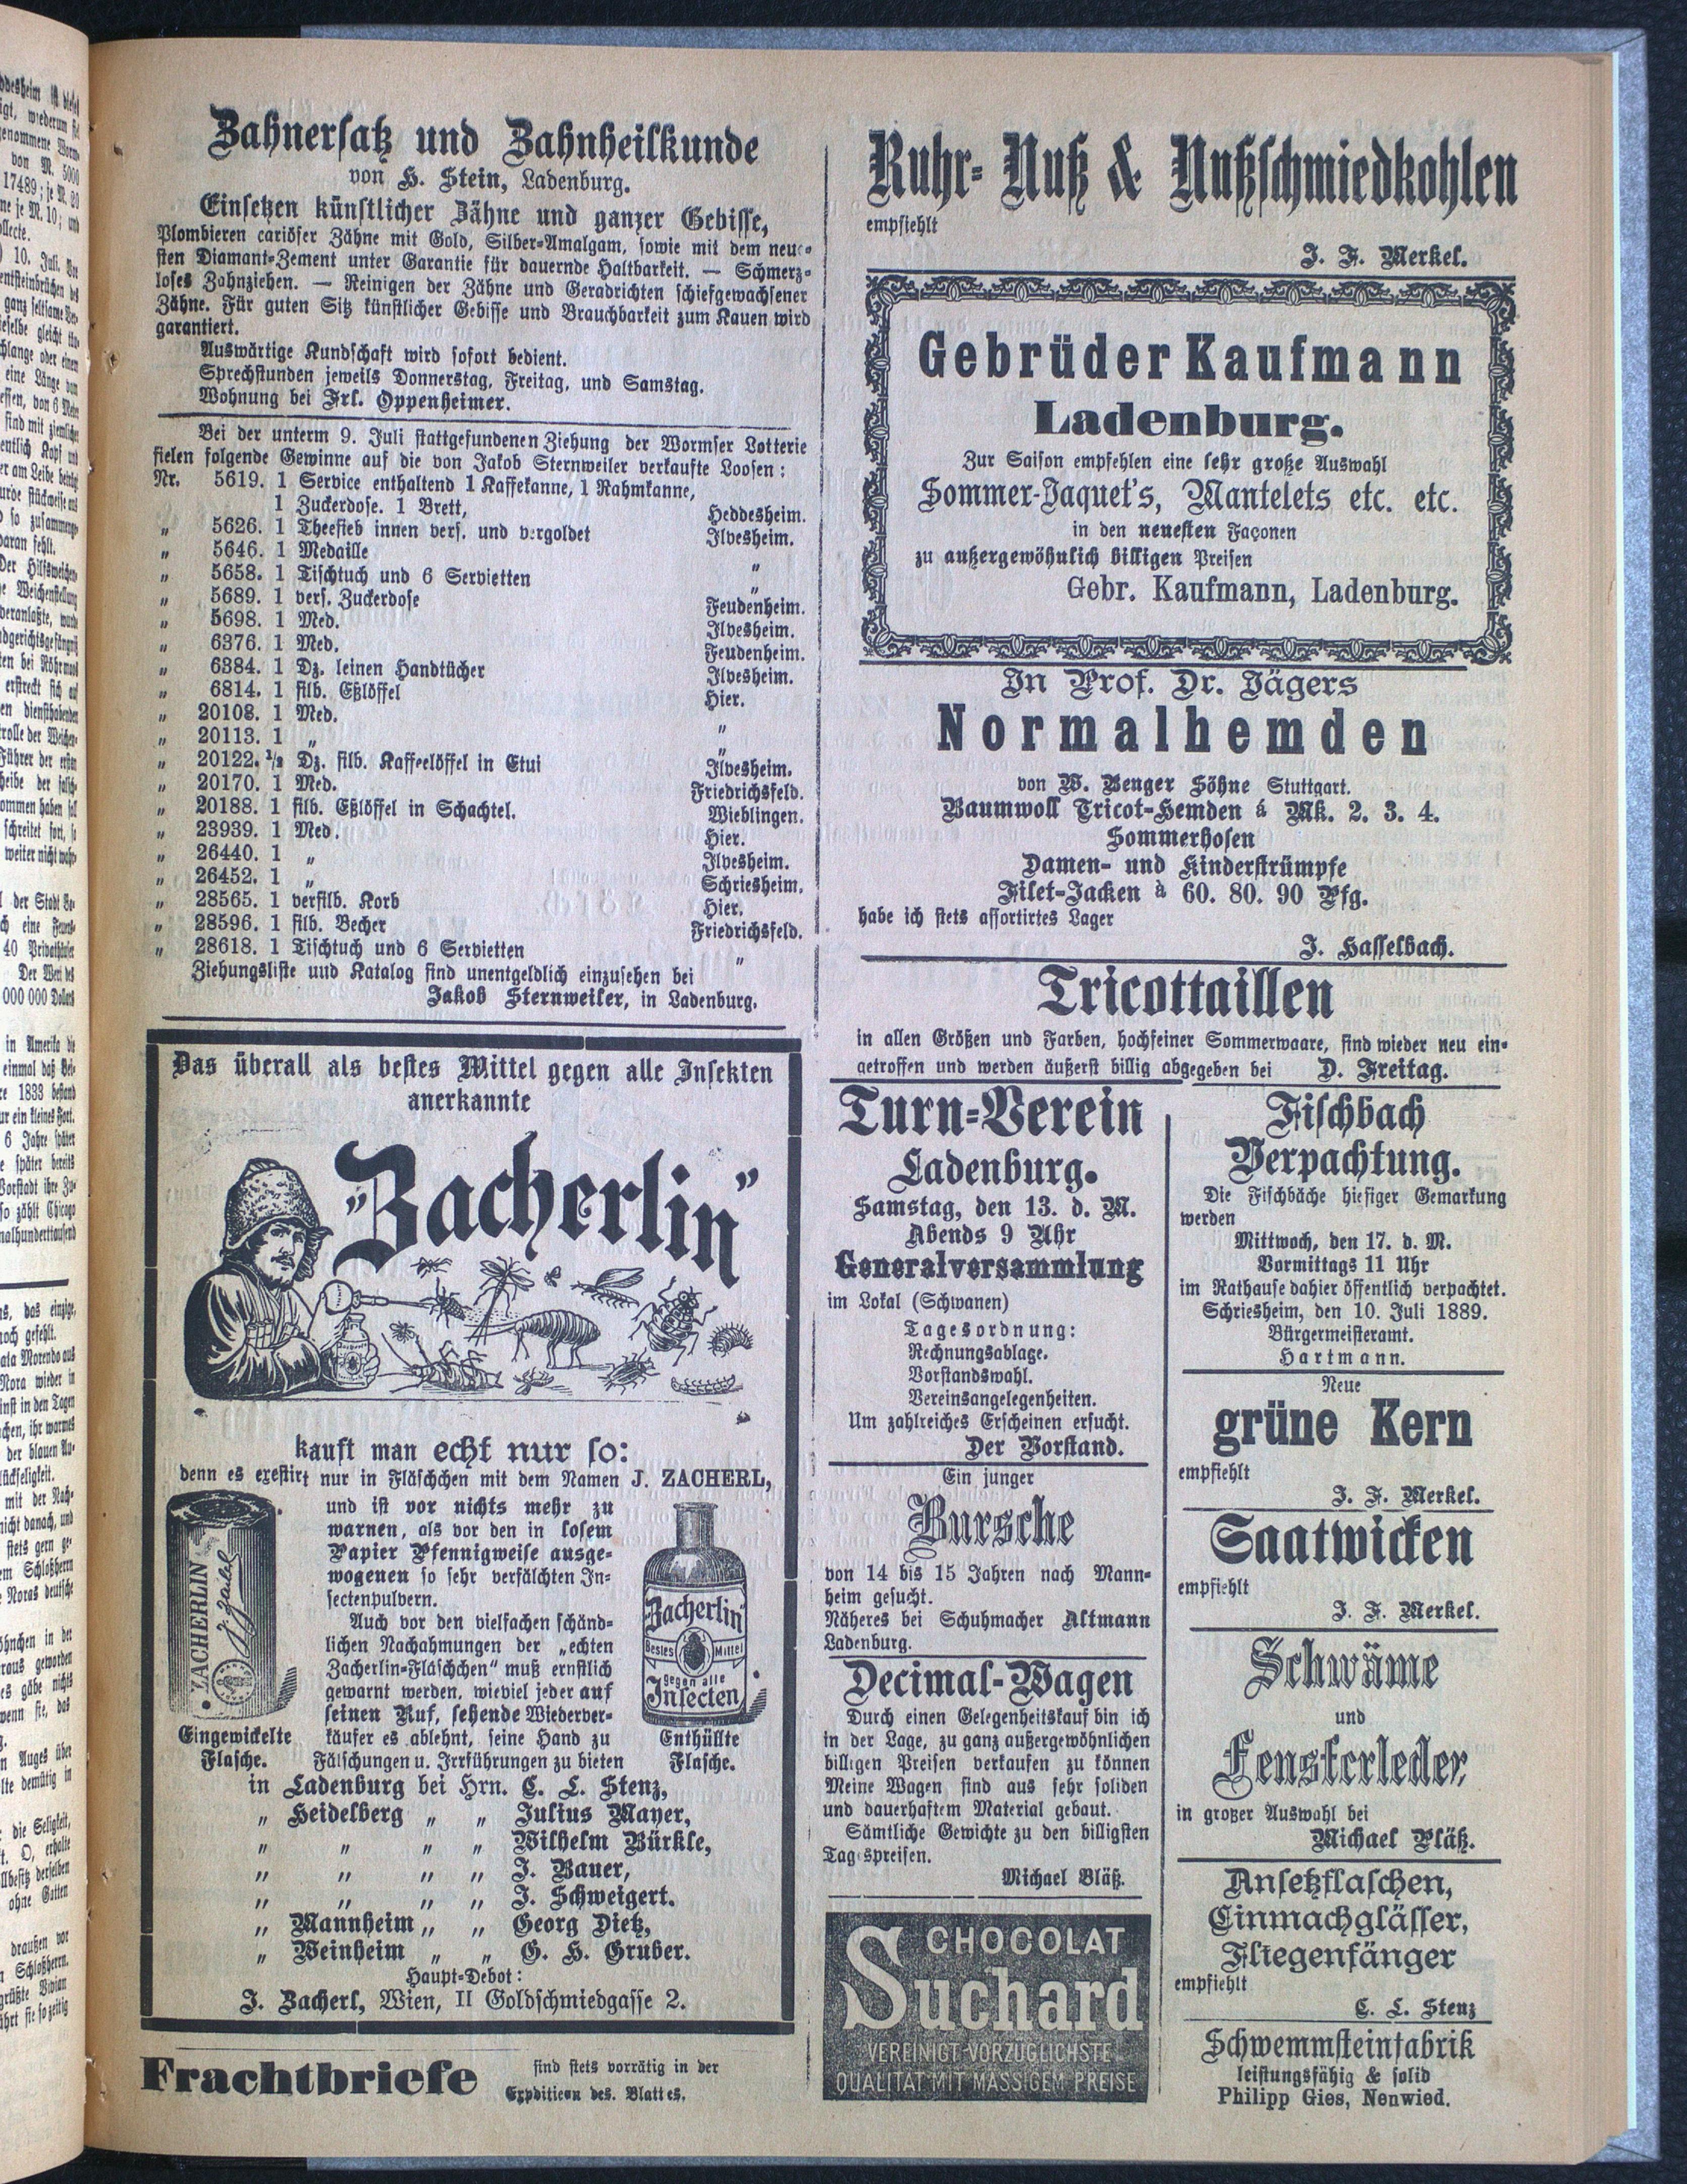 Zahnersatz und Zahnheilkunde
von H. Stein, Ladenburg.
Einsetzen künstlicher Zähne und ganzer Gebisse,
Plombieren cariöser Zähne mit Gold, Silber-Amalgam, sowie mit dem neue-
sten Diamant-Zement unter Garantie für dauernde Haltbarkeit. — Schmerz-
loses Zahnziehen. — Reinigen der Zähne und Geradrichten schiefgewachsener
Zähne. Für guten Sitz künstlicher Gebisse und Brauchbarkeit zum Kauen wird
garantiert.
Auswärtige Kundschaft wird sofort bedient.
Sprechstunden jeweils Donnerstag, Freitag, und Samstag.
Wohnung bei Frl. Oppenheimer.
Bei der unterm 9. Juli stattgefundenen Ziehung der Wormser Lotterie
fielen folgende Gewinne auf die von Jakob Sternweiler verkaufte Loosen:
Nr. 5619. 1 Service enthaltend 1 Kaffekanne, 1 Rahmkanne,
1 Zuckerdose. 1 Brett, Heddesheim.
„ 5626. 1 Theesieb innen vers. und vergoldet Ilvesheim.
„ 5646. 1 Medaille „
„ 5658. 1 Tischtuch und 6 Servietten „
„ 5689. 1 vers. Zuckerdose Feudenheim.
„ 5698. 1 Med. Ilvesheim.
„ 6376. 1 Med. Feudenheim.
„ 6384. 1 Dz. leinen Handtücher Ilvesheim.
„ 6814. 1 silb. Eßlöffel Hier.
„ 20108. 1 Med. „
„ 20113. 1 „ „
„ 20122. 1/2 Dz. silb. Kaffeelöffel in Etui Ilvesheim.
„ 20170. 1 Med. Friedrichsfeld.
„ 20188. 1 silb. Eßlöffel in Schachtel. Wieblingen.
„ 23939. 1 Med. Hier.
„ 26440. 1 „ Ilvesheim.
„ 26452. 1 „ Schriesheim.
„ 28565. 1 versilb. Korb Hier.
„ 28596. 1 silb. Becher Friedrichsfeld.
„ 28618. 1 Tischtuch und 6 Servietten „
Ziehungsliste und Katalog sind unentgeldlich einzusehen bei
Jakob Sternweiler, in Ladenburg.
Das überall als bestes Mittel gegen alle Insekten
anerkannte
„Zacherlin"
kauft man echt nur so:
denn es exestirt nur in Fläschchen mit dem Namen J. ZACHERL,
und ist vor nichts mehr zu
warnen, als vor den in losem
Papier Pfennigweise ausge-
wogenen so sehr verfälchten In-
sectenpulvern.
Auch vor den vielfachen schänd-
lichen Nachahmungen der „echten
Zacherlin-Fläschchen" muß ernstlich
gewarnt werden, wieviel jeder auf
seinen Ruf, sehende Wiederver-
käufer es ablehnt, seine Hand zu
Fälschungen u. Irrführungen zu bieten
ZACHERLIN
Eingewickelte
Flasche.
Zacherlin
Bestes Mittel
gegen alle
Insecten
Enthüllte
Flasche.
in Ladenburg bei Hrn. C. L. Stenz,
„ Heidelberg „ „ Julius Mayer,
„ „ „ „ Wilhelm Bürkle,
„ „ „ „ J. Bauer,
„ „ „ „ J. Schweigert.
„ Mannheim „ „ Georg Dietz,
„ Weinheim „ „ G. H. Gruber.
Haupt-Debot:
J. Zacherl, Wien, II Goldschmiedgasse 2.
Frachtbriefe
sind stets vorrätig in der
Expedition des. Blattes.
Ruhr- Nuß & Nußschmiedkohlen
empfiehlt
J. F. Merkel.
Gebrüder Kaufmann
Ladenburg.
Zur Saison empfehlen eine sehr große Auswahl
Sommer-Jaquet's, Mantelets etc. etc.
in den neuesten Façonen
zu außergewöhnlich billigen Preisen
Gebr. Kaufmann, Ladenburg.
In Prof. Dr. Jägers
Normalhemden
von W. Benger Söhne Stuttgart.
Baumwoll Tricot-Hemden á Mk. 2. 3. 4.
Sommerhosen
Damen- und Kinderstrümpfe
Filet-Jacken à 60. 80. 90 Pfg.
habe ich stets assortirtes Lager
J. Hasselbach.
Tricottaillen
in allen Größen und Farben, hochfeiner Sommerwaare, sind wieder neu ein-
getroffen und werden äußerst billig abgegeben bei D. Freitag.
Turn-Verein
Ladenburg.
Samstag, den 13. d. M.
Abends 9 Uhr
Generalversammlung
im Lokal (Schwanen)
Tagesordnung:
Rechnungsablage.
Vorstandswahl.
Vereinsangelegenheiten.
Um zahlreiches Erscheinen ersucht.
Der Vorstand.
Ein junger
Bursche
von 14 bis 15 Jahren nach Mann-
heim gesucht.
Näheres bei Schuhmacher Altmann
Ladenburg.
Decimal-Wagen
Durch einen Gelegenheitskauf bin ich
in der Lage, zu ganz außergewöhnlichen
billigen Preisen verkaufen zu können
Meine Wagen sind aus sehr soliden
und dauerhaftem Material gebaut.
Sämtliche Gewichte zu den billigsten
Tagespreisen.
Michael Bläß.
CHOCOLAT
Suchard
VEREINIGT VORZÜGLICHSTE
QUALITÄT MIT MÄSSIGEM PREISE
Fischbach
Verpachtung.
Die Fischbäche hiesiger Gemarkung
werden
Mittwoch, den 17. d. M.
Vormittags 11 Uhr
im Rathause dahier öffentlich verpachtet.
Schriesheim, den 10. Juli 1889.
Bürgermeisteramt.
Hartmann.
Neue
grüne Kern
empfiehlt
J. F. Merkel.
Saatwicken
empfiehlt
J. F. Merkel.
Schwäme
und
Fensterleder
in großer Auswahl bei
Michael Bläß.
Ansetzflaschen,
Einmachglässer,
Fliegenfänger
empfiehlt
C. L. Stenz
Schwemmsteinfabrik
leistungsfähig & solid
Philipp Gies, Neuwied.